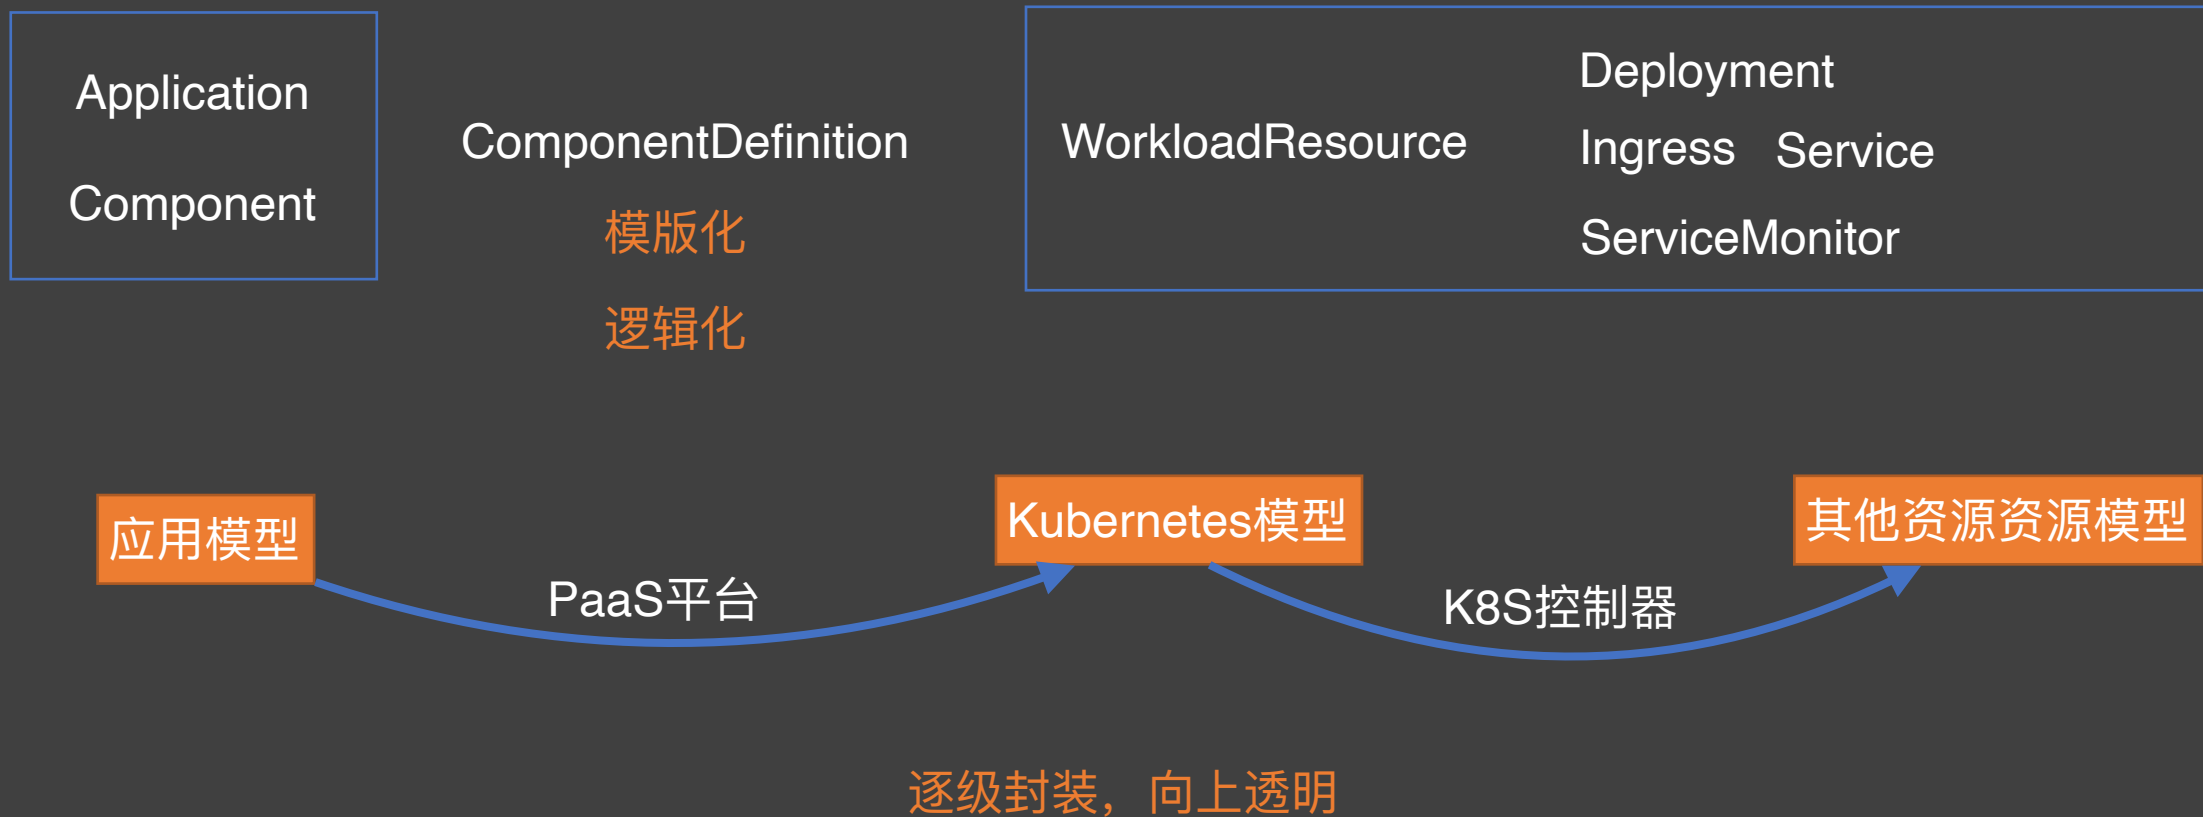 Application
Component
ComponentDefinition
模版化
逻辑化
WorkloadResource
Deployment
Ingress Service
ServiceMonitor
应用模型
PaaS平台
Kubernetes模型
K8S控制器
其他资源资源模型
逐级封装，向上透明